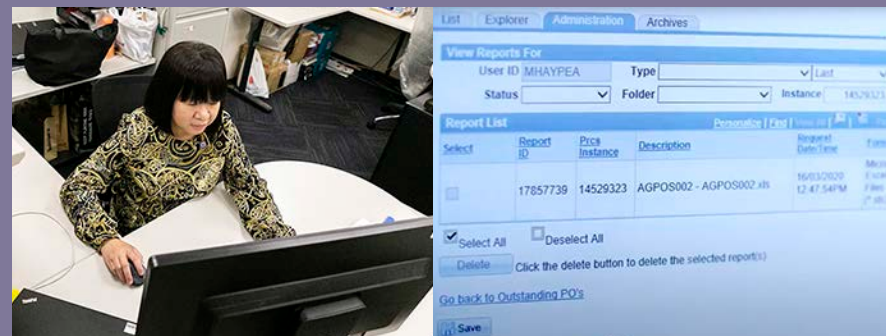 List Explorer Administration Archives
View Reports For
User ID MHAYPEA Type Last
Status Folder Instance 14529323
Report List Personalize | Find | View All
Select Report ID Prcs Instance Description Request Date/Time
17857739 14529323 AGPOS002 - AGPOS002.xls 16/03/2020 12:47:54PM
Select All Deselect All
Delete Click the delete button to delete the selected report(s)
Go back to Outstanding PO's
Save